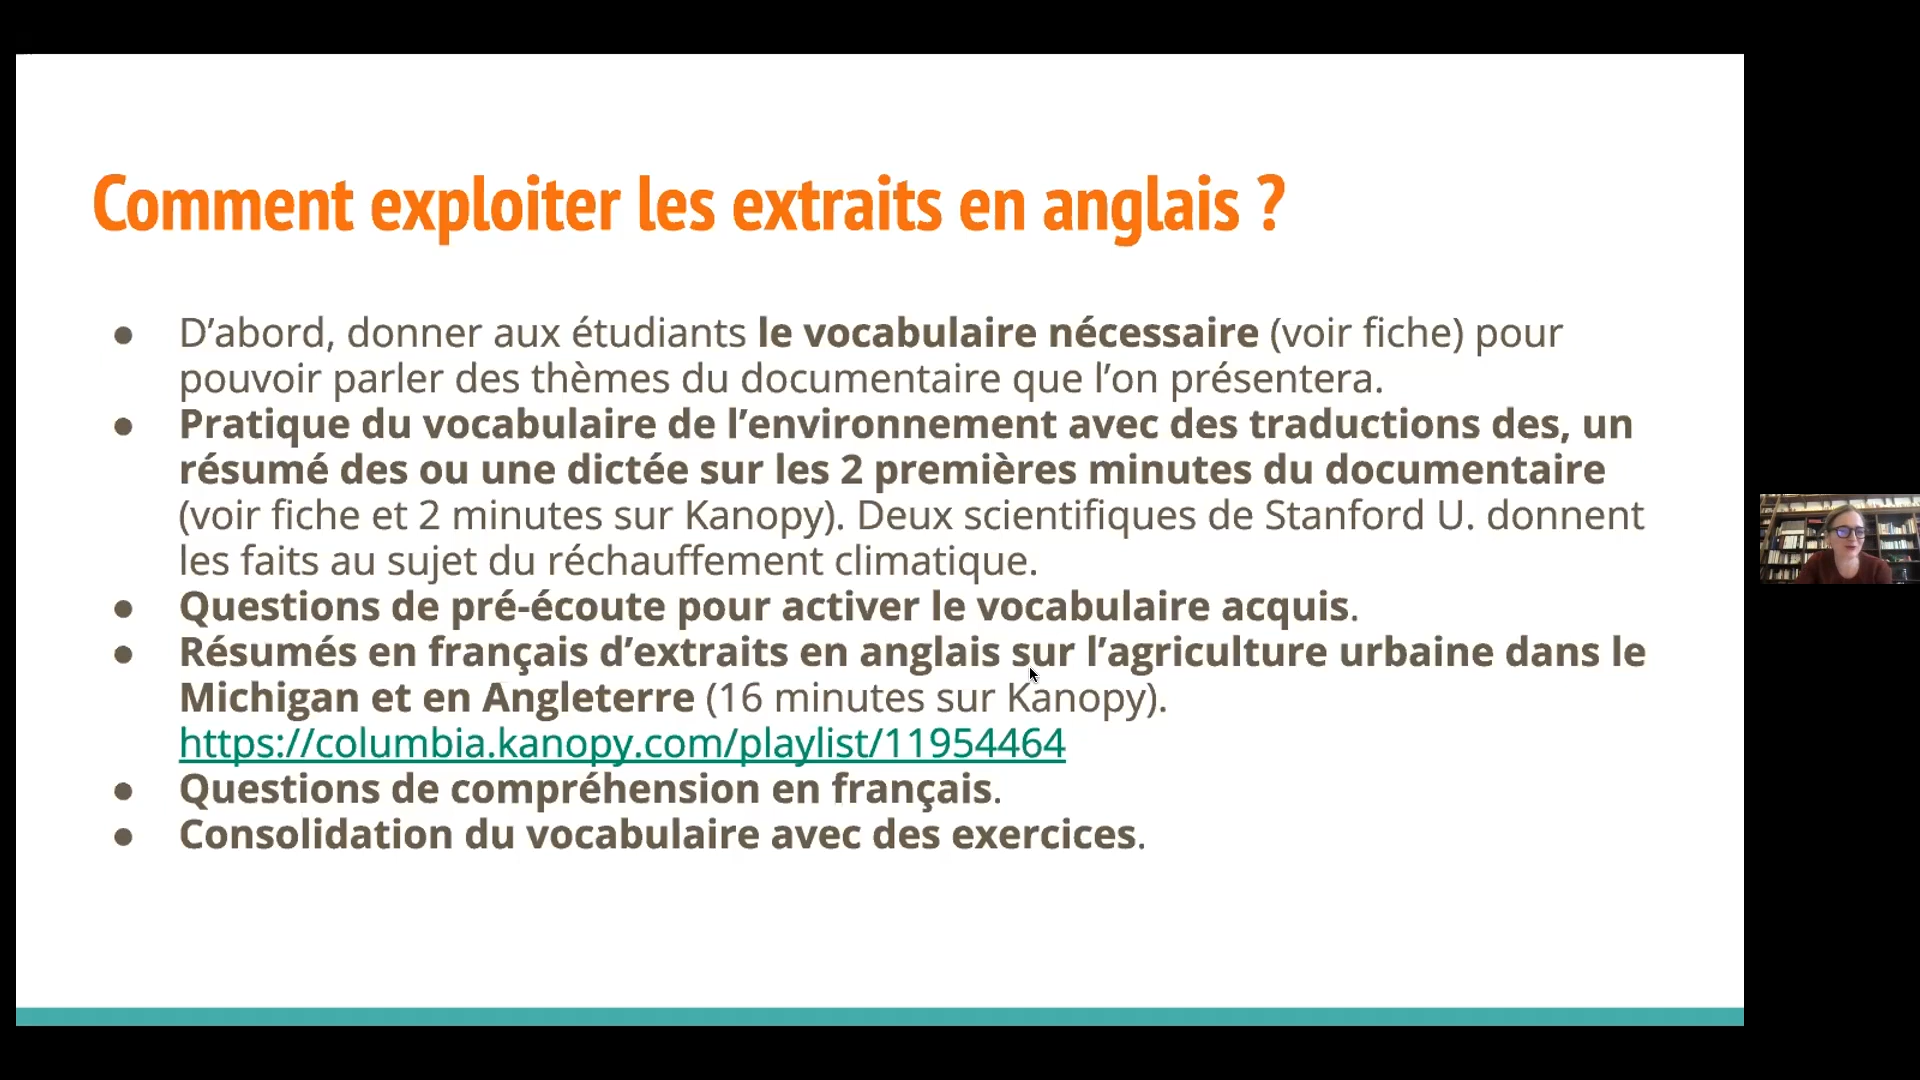 Comment exploiter les extraits en anglais ?
● D’abord, donner aux étudiants le vocabulaire nécessaire (voir fiche) pour
pouvoir parler des thèmes du documentaire que l’on présentera.
● Pratique du vocabulaire de l’environnement avec des traductions des, un
résumé des ou une dictée sur les 2 premières minutes du documentaire
(voir fiche et 2 minutes sur Kanopy). Deux scientifiques de Stanford U. donnent
les faits au sujet du réchauffement climatique.
● Questions de pré-écoute pour activer le vocabulaire acquis.
● Résumés en français d’extraits en anglais sur l’agriculture urbaine dans le
Michigan et en Angleterre (16 minutes sur Kanopy).
https://columbia.kanopy.com/playlist/11954464
● Questions de compréhension en français.
● Consolidation du vocabulaire avec des exercices.